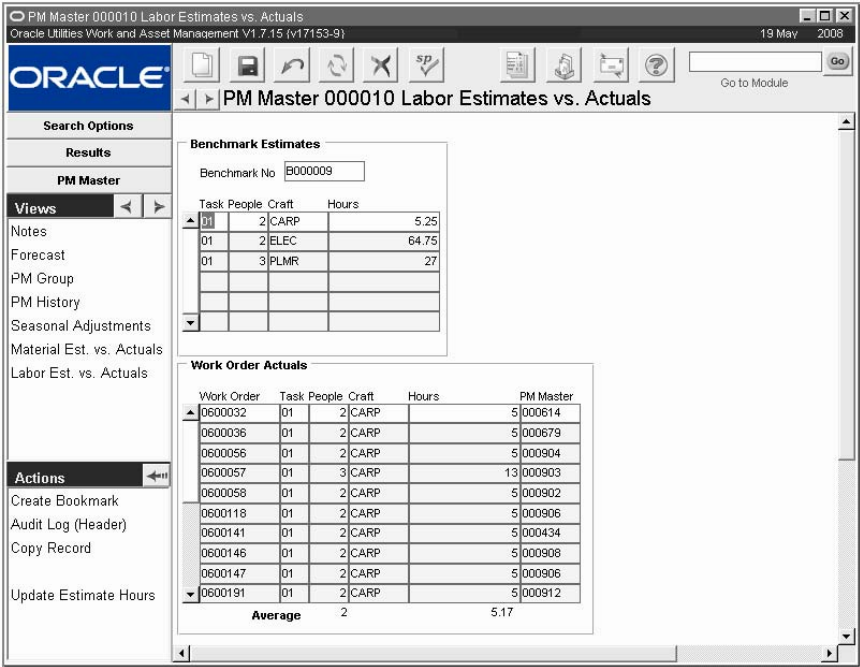 PM Master 000010 Labor Estimates vs. Actuals
Oracle Utilities Work and Asset Management V1.7.15 (v17153-9) 19 May 2008
ORACLE
sp
Go
Go to Module
PM Master 000010 Labor Estimates vs. Actuals
Search Options
Results
PM Master
Views
Notes
Forecast
PM Group
PM History
Seasonal Adjustments
Material Est. vs. Actuals
Labor Est. vs. Actuals
Actions
Create Bookmark
Audit Log (Header)
Copy Record
Update Estimate Hours
Benchmark Estimates
Benchmark No B000009
Task People Craft Hours
01 2 CARP 5.25
01 2 ELEC 64.75
01 3 PLMR 27
Work Order Actuals
Work Order Task People Craft Hours PM Master
0600032 01 2 CARP 5 000614
0600036 01 2 CARP 5 000679
0600056 01 2 CARP 5 000904
0600057 01 3 CARP 13 000903
0600058 01 2 CARP 5 000902
0600118 01 2 CARP 5 000906
0600141 01 2 CARP 5 000434
0600146 01 2 CARP 5 000908
0600147 01 2 CARP 5 000906
0600191 01 2 CARP 5 000912
Average 2 5.17